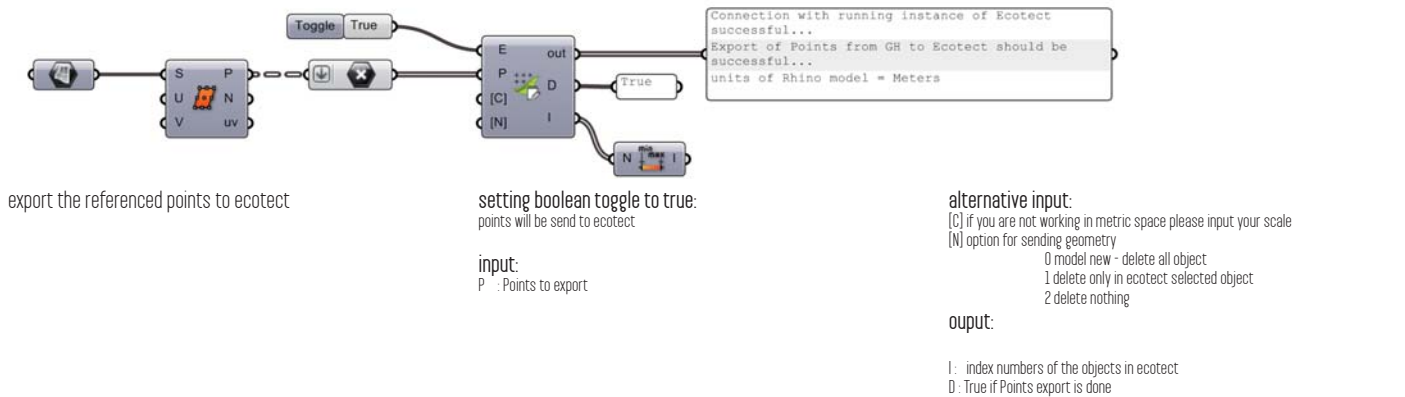 Toggle True
Connection with running instance of Ecotect
successful...
Export of Points from GH to Ecotect should be
successful...
units of Rhino model = Meters
S P
U N
V uv
E out
P D
[C] I
[N]
True
N min max I
export the referenced points to ecotect
setting boolean toggle to true:
points will be send to ecotect
input:
P : Points to export
alternative input:
[C] if you are not working in metric space please input your scale
[N] option for sending geometry
0 model new - delete all object
1 delete only in ecotect selected object
2 delete nothing
ouput:
I : index numbers of the objects in ecotect
D : True if Points export is done